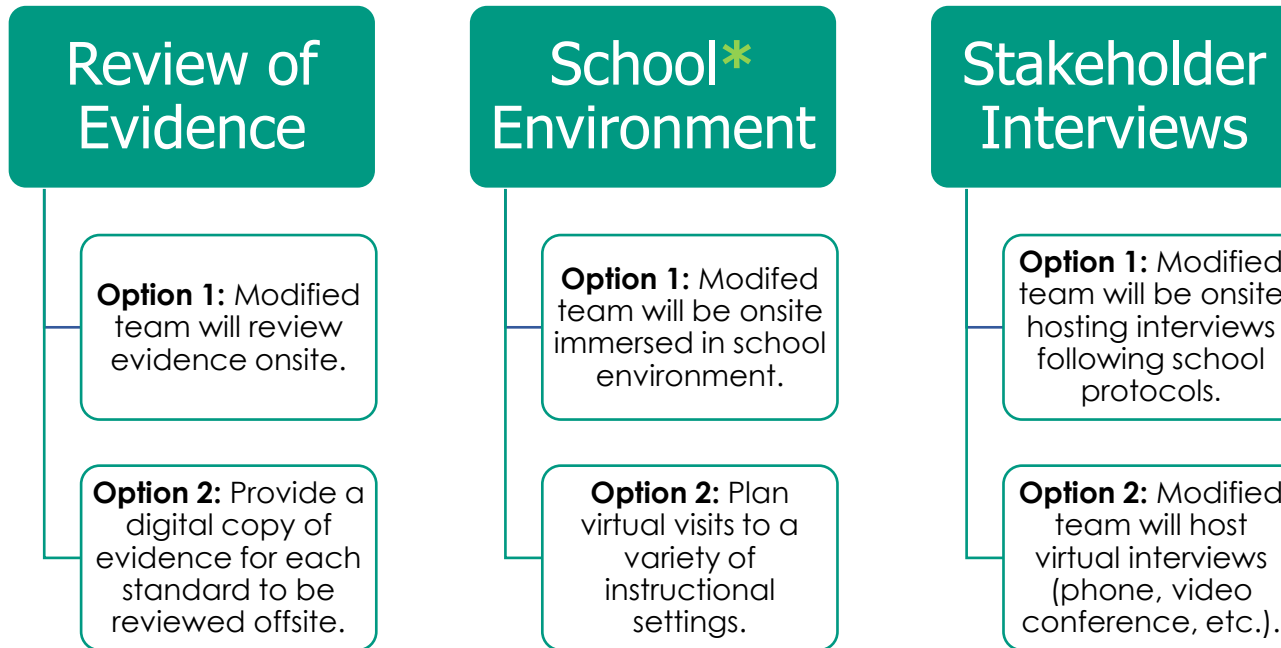 Review of
Evidence
Option 1: Modified
team will review
evidence onsite.
Option 2: Provide a
digital copy of
evidence for each
standard to be
reviewed offsite.
School*
Environment
Option 1: Modifed
team will be onsite
immersed in school
environment.
Option 2: Plan
virtual visits to a
variety of
instructional
settings.
Stakeholder
Interviews
Option 1: Modified
team will be onsite
hosting interviews
following school
protocols.
Option 2: Modified
team will host
virtual interviews
(phone, video
conference, etc.).